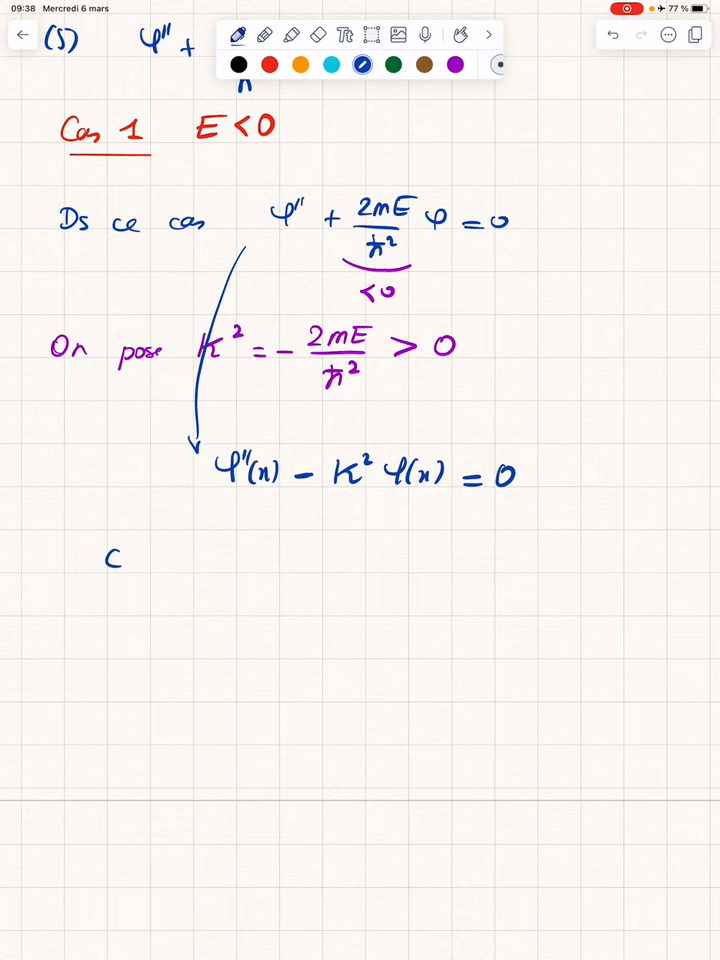 09:38 Mercredi 6 mars 77 %
(S) φ'' +
ℏ
Cas 1 E < 0
Ds ce cas φ'' + 2mE/ℏ² φ = 0
< 0
On pose K² = - 2mE/ℏ² > 0
φ''(x) - K² φ(x) = 0
C